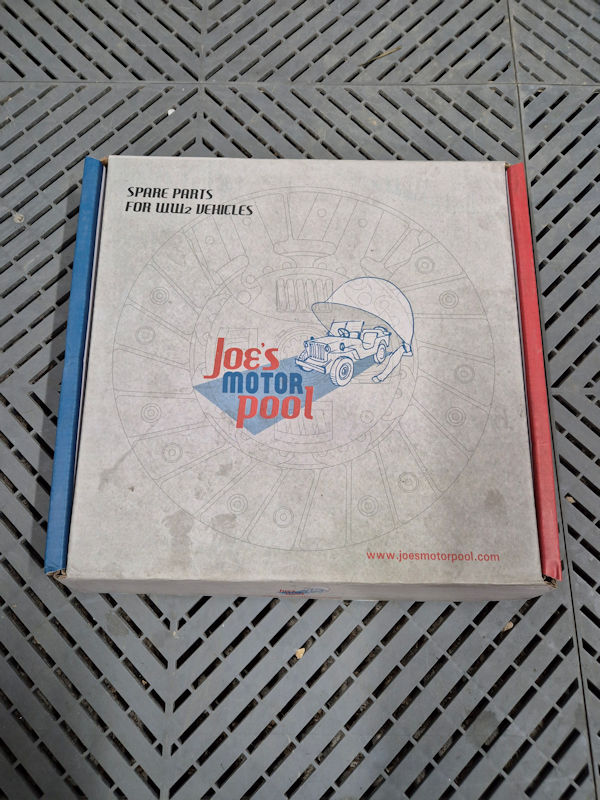 SPARE PARTS
FOR WW2 VEHICLES
JOE'S
MOTOR
pool
www.joesmotorpool.com